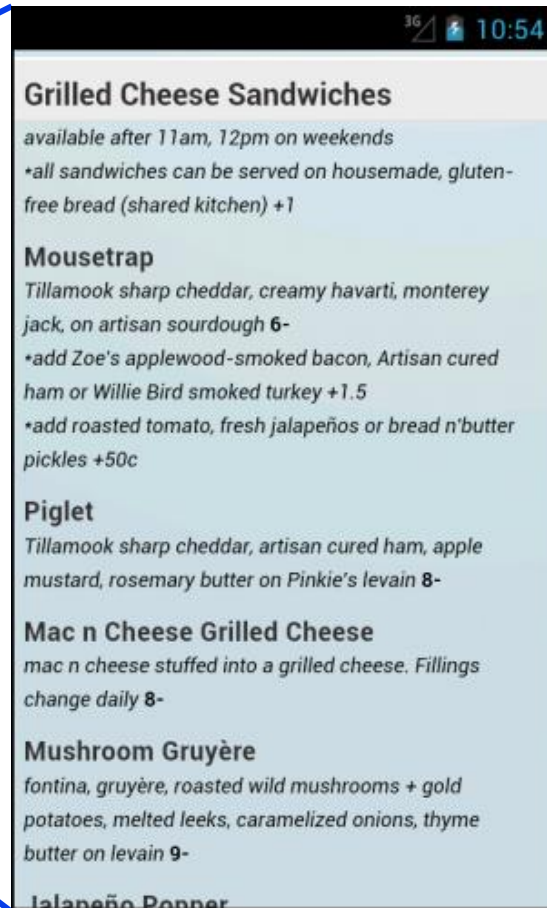 3G 10:54
Grilled Cheese Sandwiches
available after 11am, 12pm on weekends
*all sandwiches can be served on housemade, gluten-
free bread (shared kitchen) +1
Mousetrap
Tillamook sharp cheddar, creamy havarti, monterey
jack, on artisan sourdough 6-
*add Zoe's applewood-smoked bacon, Artisan cured
ham or Willie Bird smoked turkey +1.5
*add roasted tomato, fresh jalapeños or bread n'butter
pickles +50c
Piglet
Tillamook sharp cheddar, artisan cured ham, apple
mustard, rosemary butter on Pinkie's levain 8-
Mac n Cheese Grilled Cheese
mac n cheese stuffed into a grilled cheese. Fillings
change daily 8-
Mushroom Gruyère
fontina, gruyère, roasted wild mushrooms + gold
potatoes, melted leeks, caramelized onions, thyme
butter on levain 9-
Jalapeño Popper